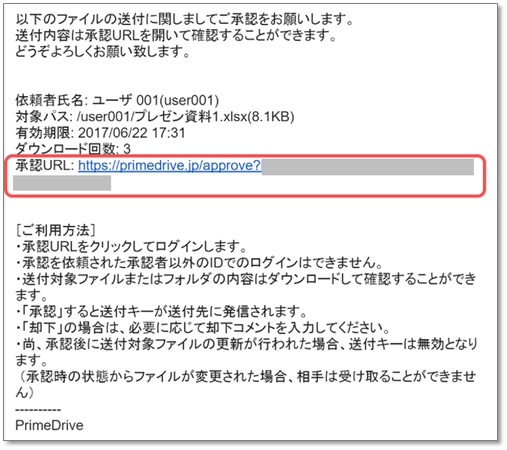 以下のファイルの送付に関しましてご承認をお願いします。
送付内容は承認URLを開いて確認することができます。
どうぞよろしくお願い致します。
依頼者氏名: ユーザ 001(user001)
対象パス: /user001/プレゼン資料1.xlsx(8.1KB)
有効期限: 2017/06/22 17:31
ダウンロード回数: 3
承認URL: https://primedrive.jp/approve?
［ご利用方法］
・承認URLをクリックしてログインします。
・承認を依頼された承認者以外のIDでのログインはできません。
・送付対象ファイルまたはフォルダの内容はダウンロードして確認することができ
ます。
・「承認」すると送付キーが送付先に発信されます。
・「却下」の場合は、必要に応じて却下コメントを入力してください。
・尚、承認後に送付対象ファイルの更新が行われた場合、送付キーは無効となり
ます。
（承認時の状態からファイルが変更された場合、相手は受け取ることができませ
ん）
----------
PrimeDrive